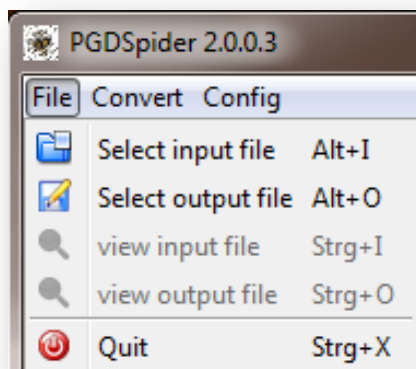 PGDSpider 2.0.0.3
File Convert Config
Select input file Alt+I
Select output file Alt+O
view input file Strg+I
view output file Strg+O
Quit Strg+X